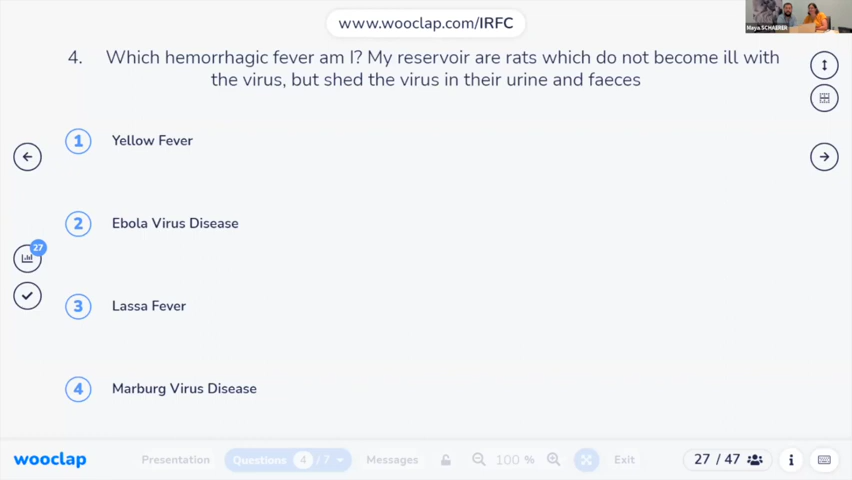 www.wooclap.com/IRFC
Maya SCHAERER
4. Which hemorrhagic fever am I? My reservoir are rats which do not become ill with
the virus, but shed the virus in their urine and faeces
1 Yellow Fever
2 Ebola Virus Disease
27
3 Lassa Fever
4 Marburg Virus Disease
wooclap Presentation Questions 4 / 7 Messages 100 % Exit 27 / 47